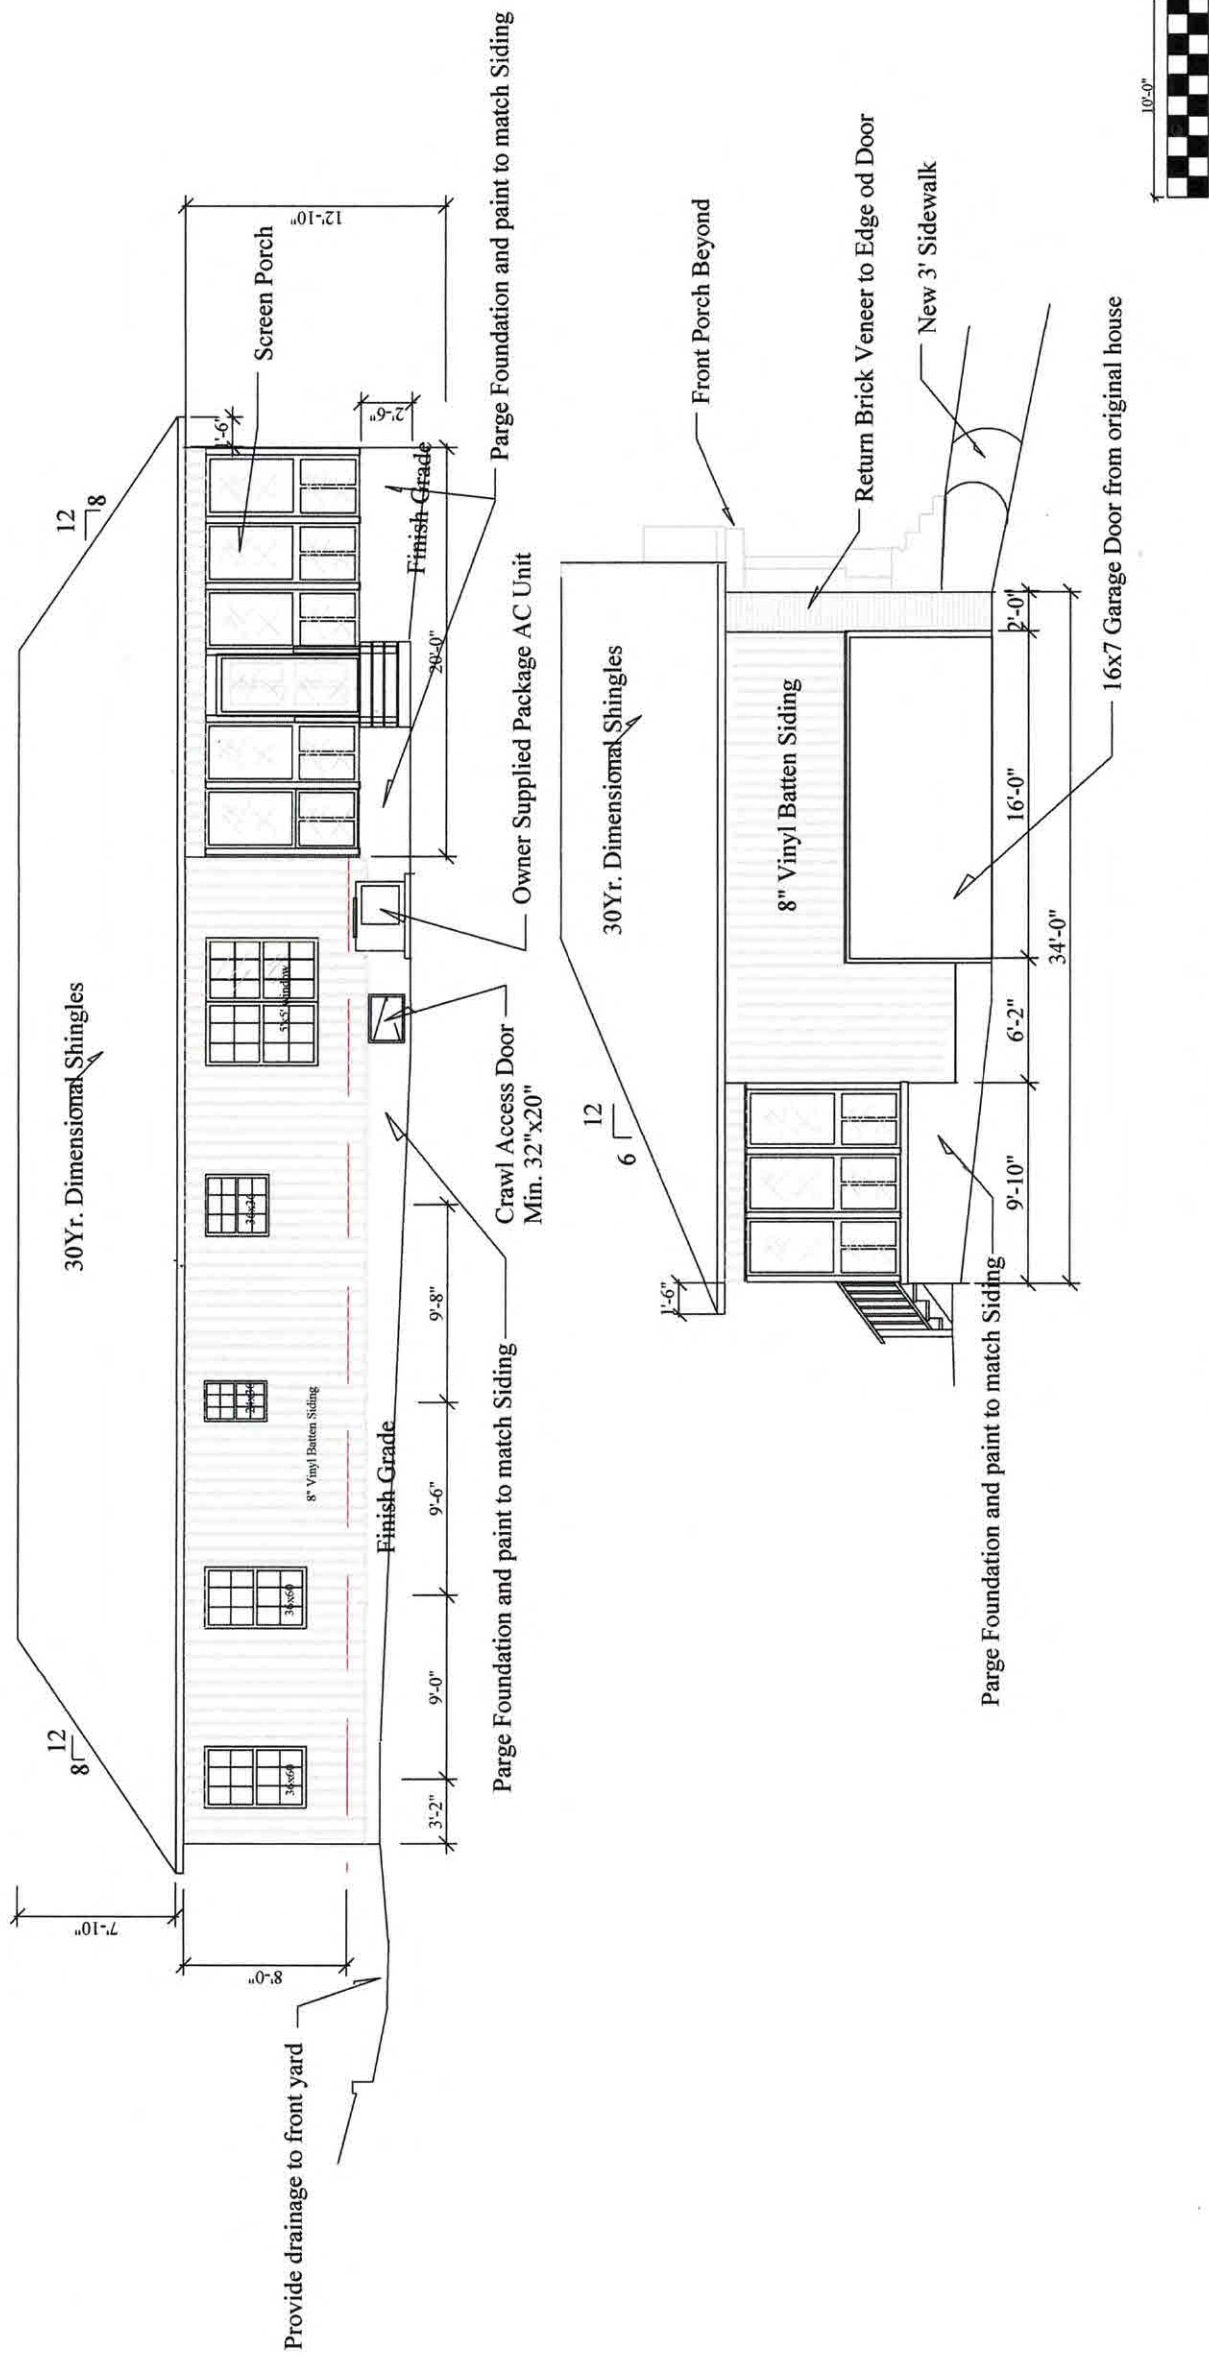 30Yr. Dimensional Shingles
12
8
12
8
7'-10"
8'-0"
1'-6"
12'-10"
2'-6"
Screen Porch
36x60
36x60
24x36
36x36
5'x5' Window
8" Vinyl Batten Siding
Finish Grade
Finish Grade
3'-2"
9'-0"
9'-6"
9'-8"
20'-0"
Provide drainage to front yard
Parge Foundation and paint to match Siding
Crawl Access Door
Min. 32"x20"
Owner Supplied Package AC Unit
Parge Foundation and paint to match Siding
30Yr. Dimensional Shingles
12
6
1'-6"
8" Vinyl Batten Siding
Front Porch Beyond
Return Brick Veneer to Edge od Door
New 3' Sidewalk
9'-10"
6'-2"
16'-0"
2'-0"
34'-0"
Parge Foundation and paint to match Siding
16x7 Garage Door from original house
10'-0"